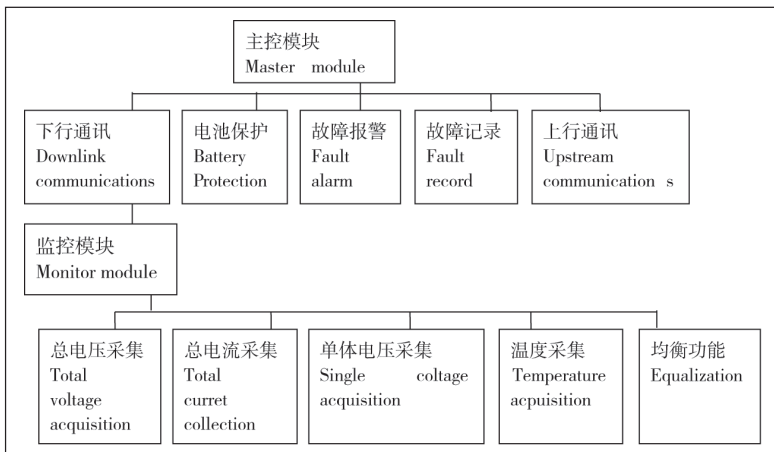 主控模块
Master module
下行通讯
Downlink
communications
电池保护
Battery
Protection
故障报警
Fault
alarm
故障记录
Fault
record
上行通讯
Upstream
communication s
监控模块
Monitor module
总电压采集
Total
voltage
acquisition
总电流采集
Total
curret
collection
单体电压采集
Single coltage
acquisition
温度采集
Temperature
acpuisition
均衡功能
Equalization